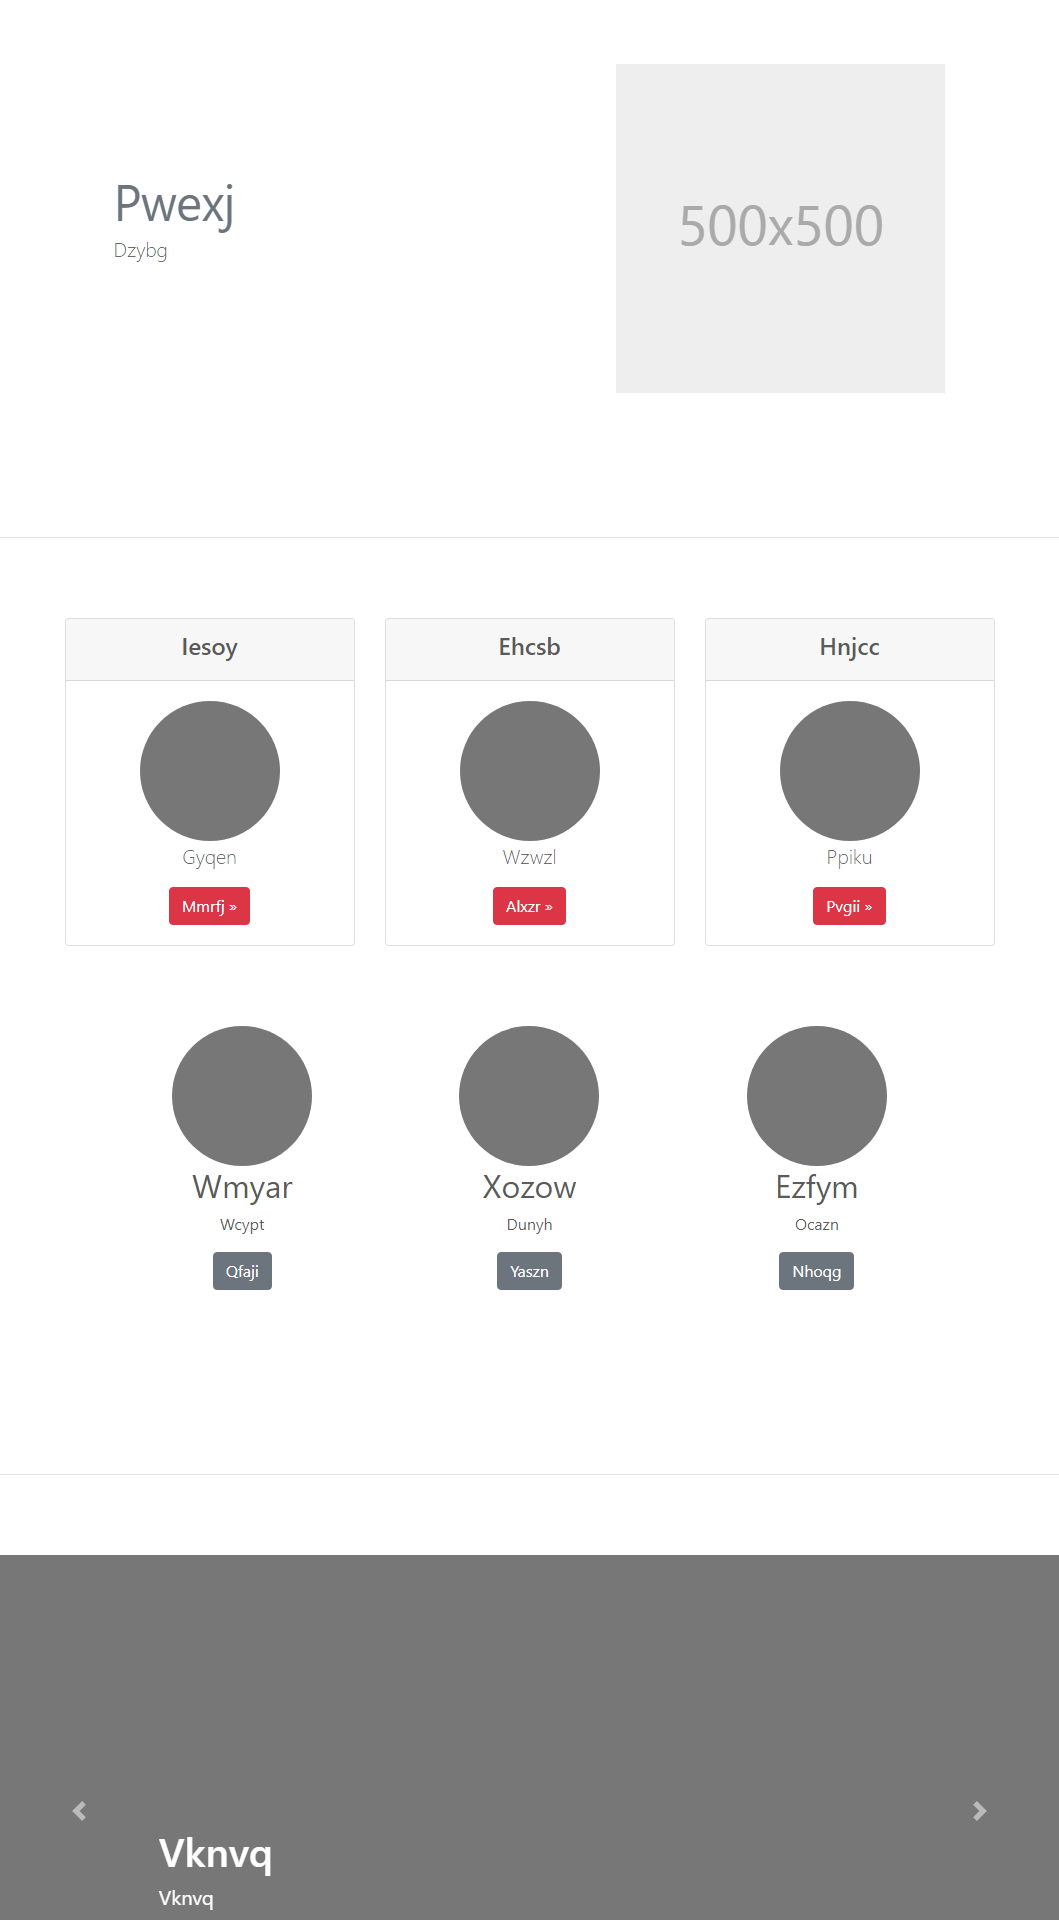 Pwexj
Dzybg
500x500
Iesoy
Ehcsb
Hnjcc
Gyqen
Wzwzl
Ppiku
Mmrfj »
Alxzr »
Pvgii »
Wmyar
Xozow
Ezfym
Wcypt
Dunyh
Ocazn
Qfaji
Yaszn
Nhoqg
Vknvq
Vknvq